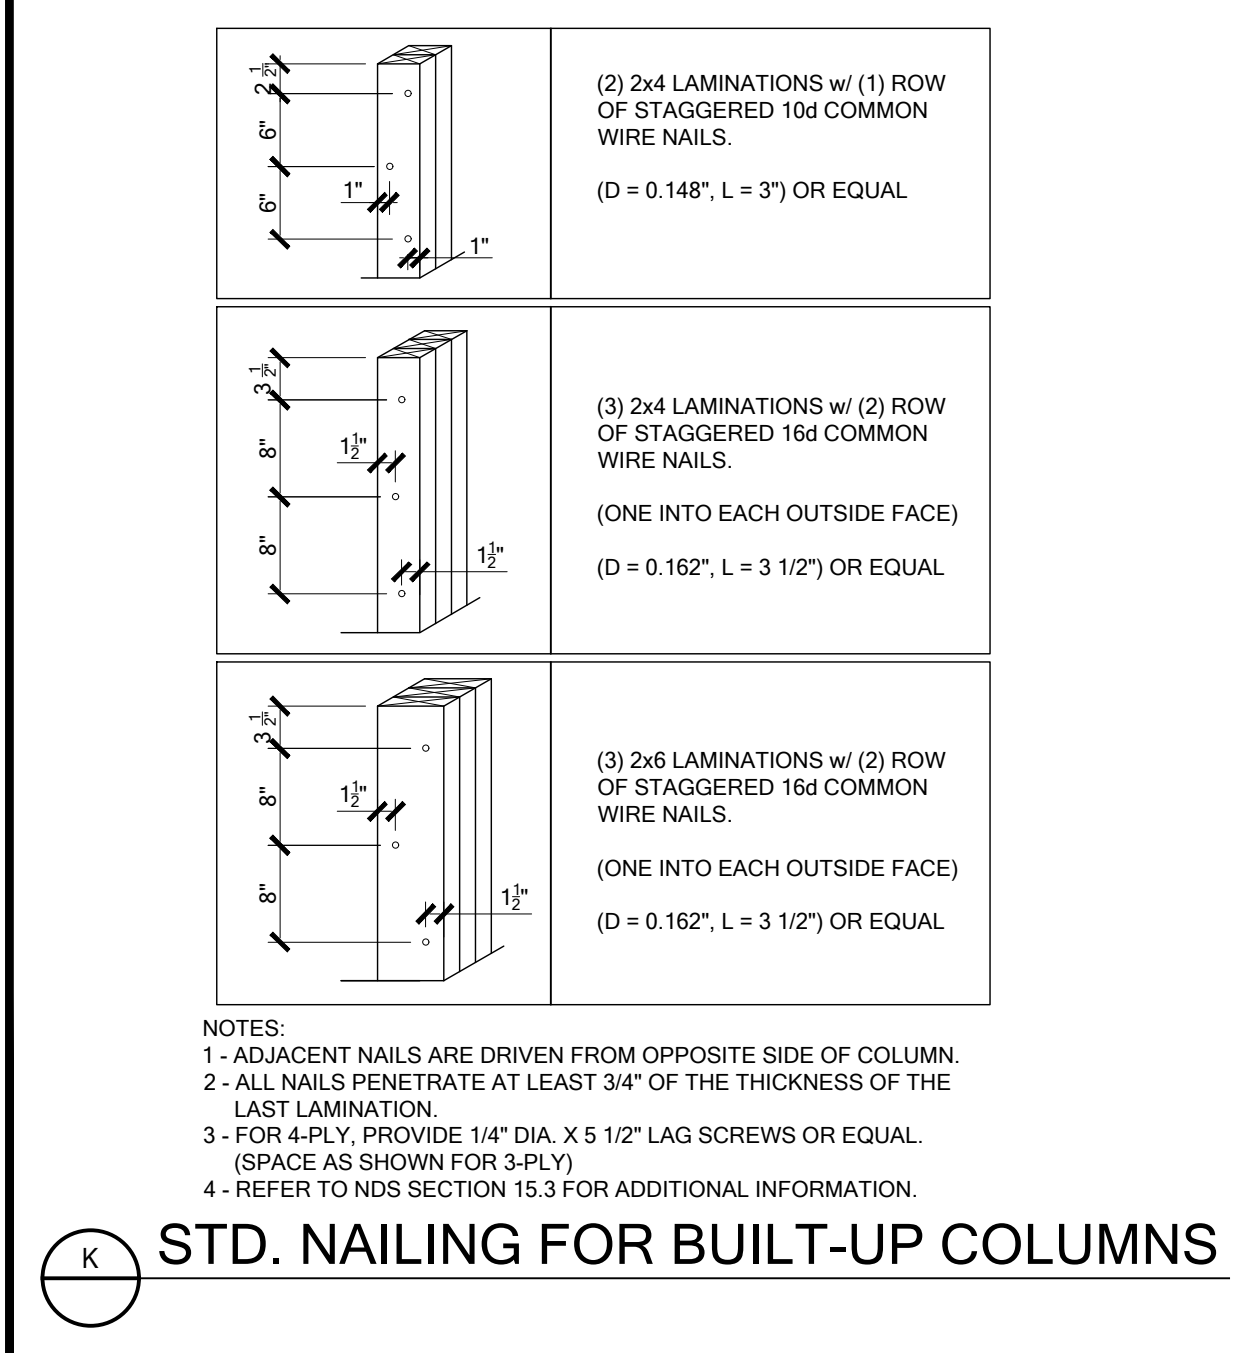 2 1/2"
6"
6"
1"
1"
(2) 2x4 LAMINATIONS w/ (1) ROW
OF STAGGERED 10d COMMON
WIRE NAILS.
(D = 0.148", L = 3") OR EQUAL
3 1/2"
8"
8"
1 1/2"
1 1/2"
(3) 2x4 LAMINATIONS w/ (2) ROW
OF STAGGERED 16d COMMON
WIRE NAILS.
(ONE INTO EACH OUTSIDE FACE)
(D = 0.162", L = 3 1/2") OR EQUAL
3 1/2"
8"
8"
1 1/2"
1 1/2"
(3) 2x6 LAMINATIONS w/ (2) ROW
OF STAGGERED 16d COMMON
WIRE NAILS.
(ONE INTO EACH OUTSIDE FACE)
(D = 0.162", L = 3 1/2") OR EQUAL
NOTES:
1 - ADJACENT NAILS ARE DRIVEN FROM OPPOSITE SIDE OF COLUMN.
2 - ALL NAILS PENETRATE AT LEAST 3/4" OF THE THICKNESS OF THE
LAST LAMINATION.
3 - FOR 4-PLY, PROVIDE 1/4" DIA. X 5 1/2" LAG SCREWS OR EQUAL.
(SPACE AS SHOWN FOR 3-PLY)
4 - REFER TO NDS SECTION 15.3 FOR ADDITIONAL INFORMATION.
K
STD. NAILING FOR BUILT-UP COLUMNS